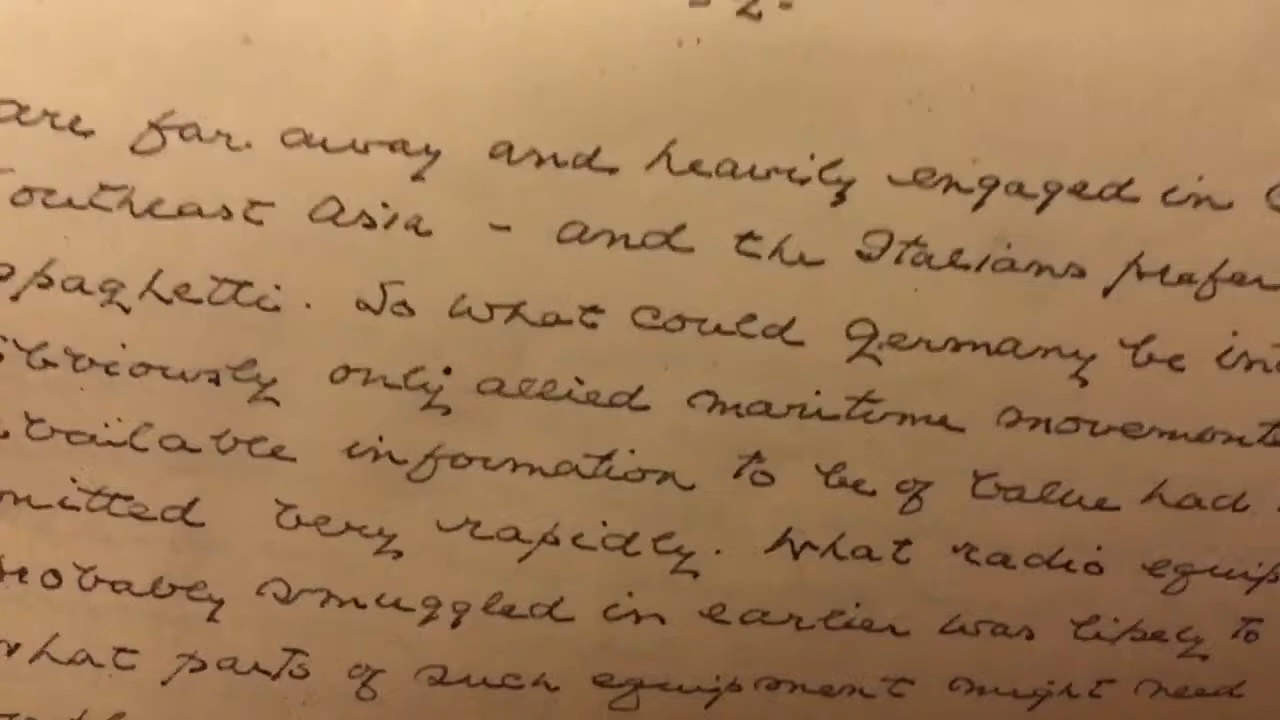 - 2 -
are far away and heavily engaged in
Southeast Asia - and the Italians prefer
spaghetti. So what could Germany be int
obviously only allied maritime movements
available information to be of value had
mitted very rapidly. What radio equip
probably smuggled in earlier was likely to
what parts of such equipment might need